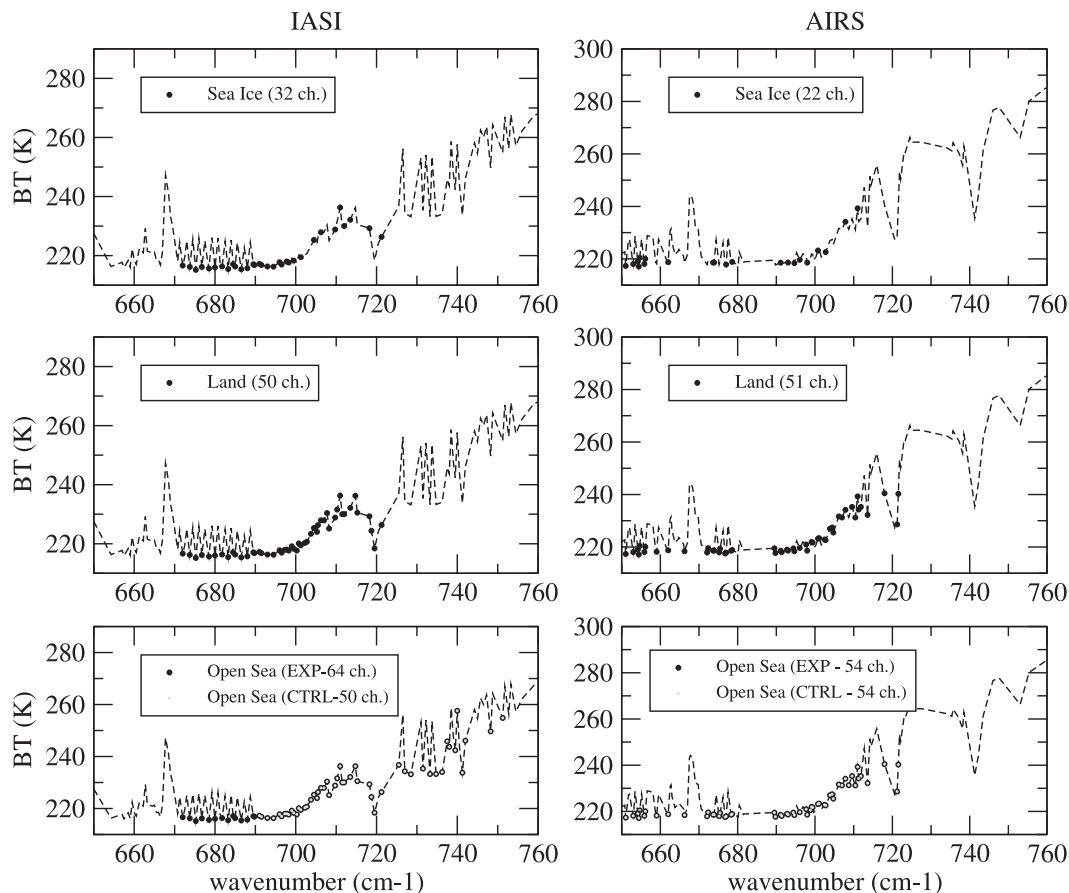 IASI
AIRS
BT (K)
280
260
240
220
Sea Ice (32 ch.)
660 680 700 720 740 760
300
280
260
240
220
Sea Ice (22 ch.)
660 680 700 720 740 760
BT (K)
280
260
240
220
Land (50 ch.)
660 680 700 720 740 760
300
280
260
240
220
Land (51 ch.)
660 680 700 720 740 760
BT (K)
280
260
240
220
Open Sea (EXP-64 ch.)
Open Sea (CTRL-50 ch.)
660 680 700 720 740 760
wavenumber (cm-1)
300
280
260
240
220
Open Sea (EXP - 54 ch.)
Open Sea (CTRL - 54 ch.)
660 680 700 720 740 760
wavenumber (cm-1)